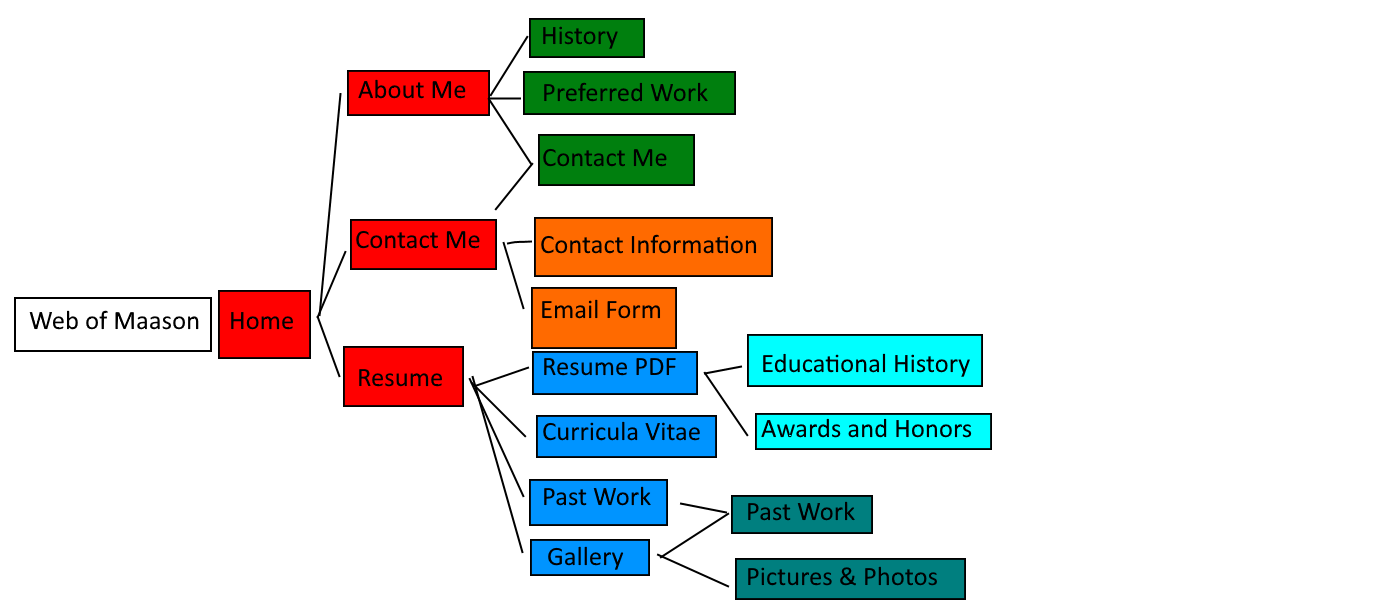 History
About Me
Preferred Work
Contact Me
Contact Me
Contact Information
Web of Maason
Home
Email Form
Resume
Resume PDF
Educational History
Curricula Vitae
Awards and Honors
Past Work
Past Work
Gallery
Pictures & Photos